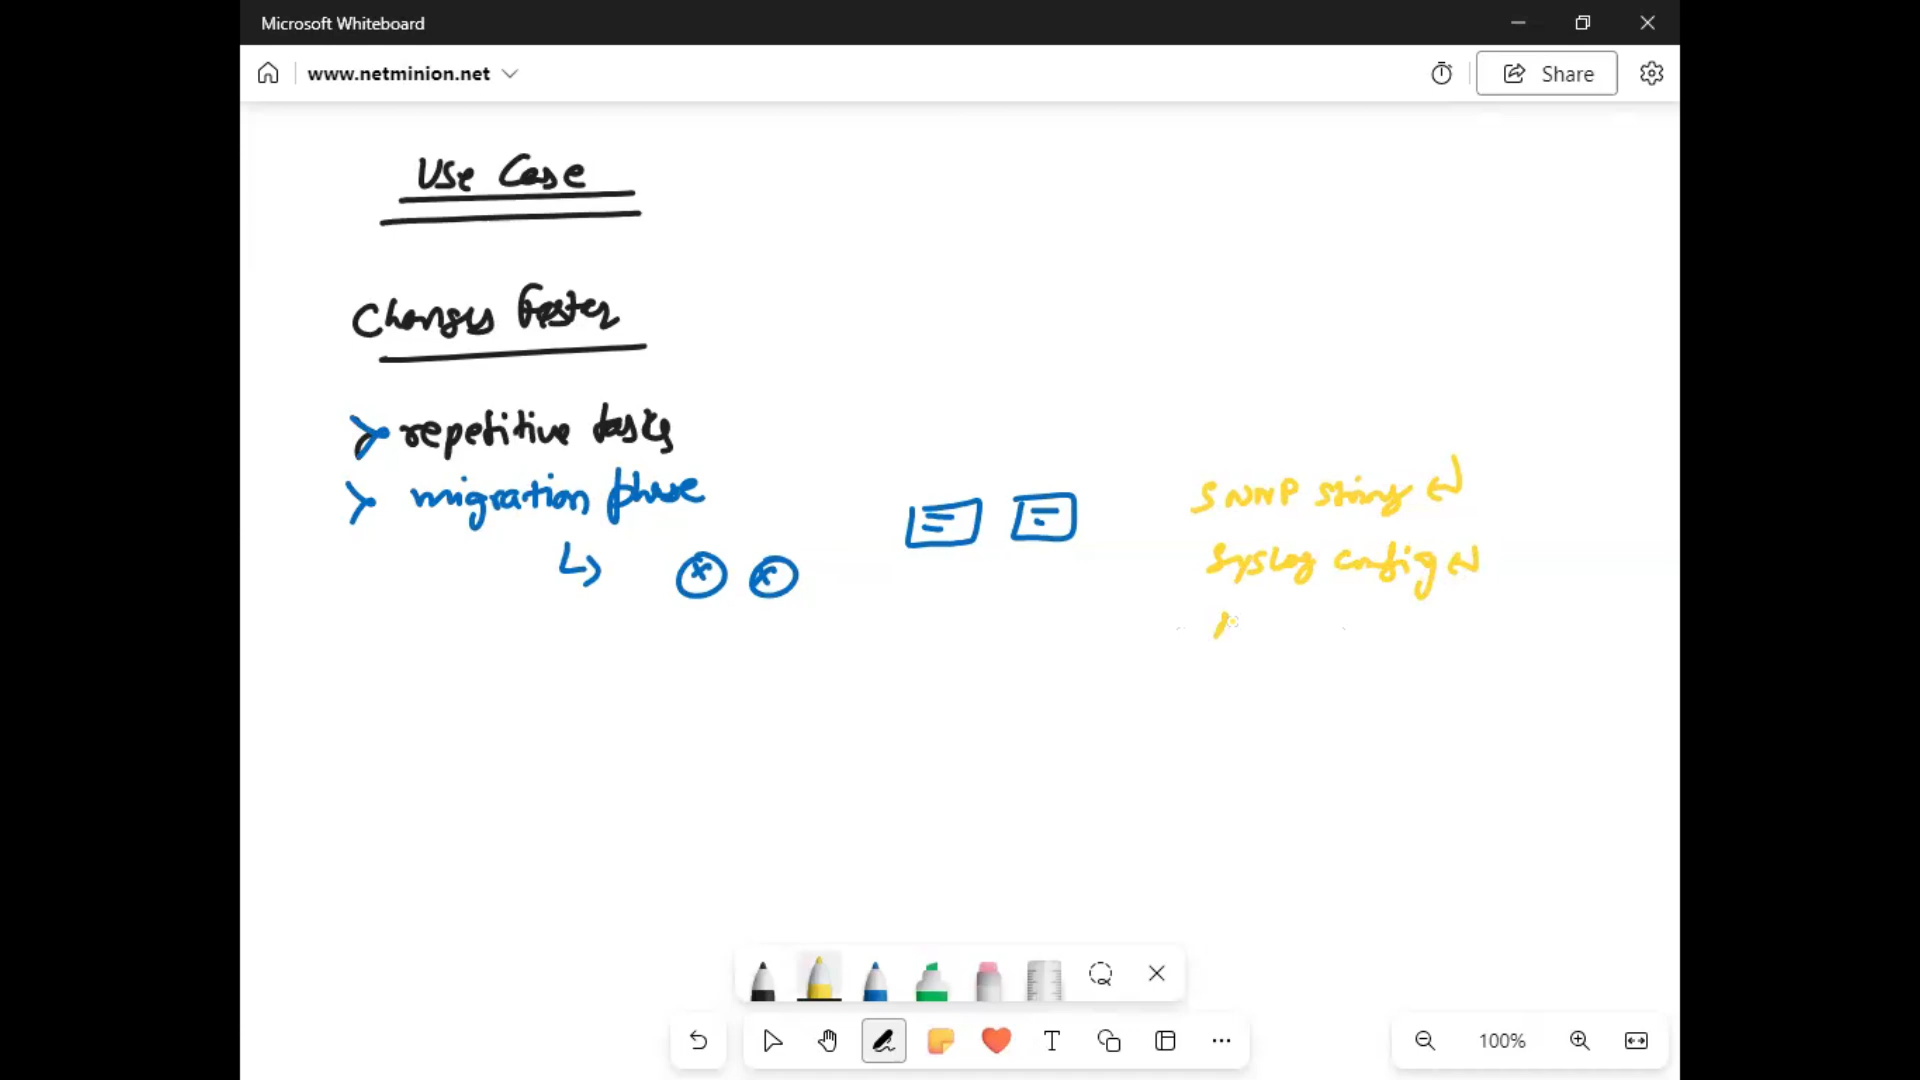 Microsoft Whiteboard
www.netminion.net
Share
Use Case
Changes Faster
repetitive tasks
migration phase
SNMP string
Syslog config
100%